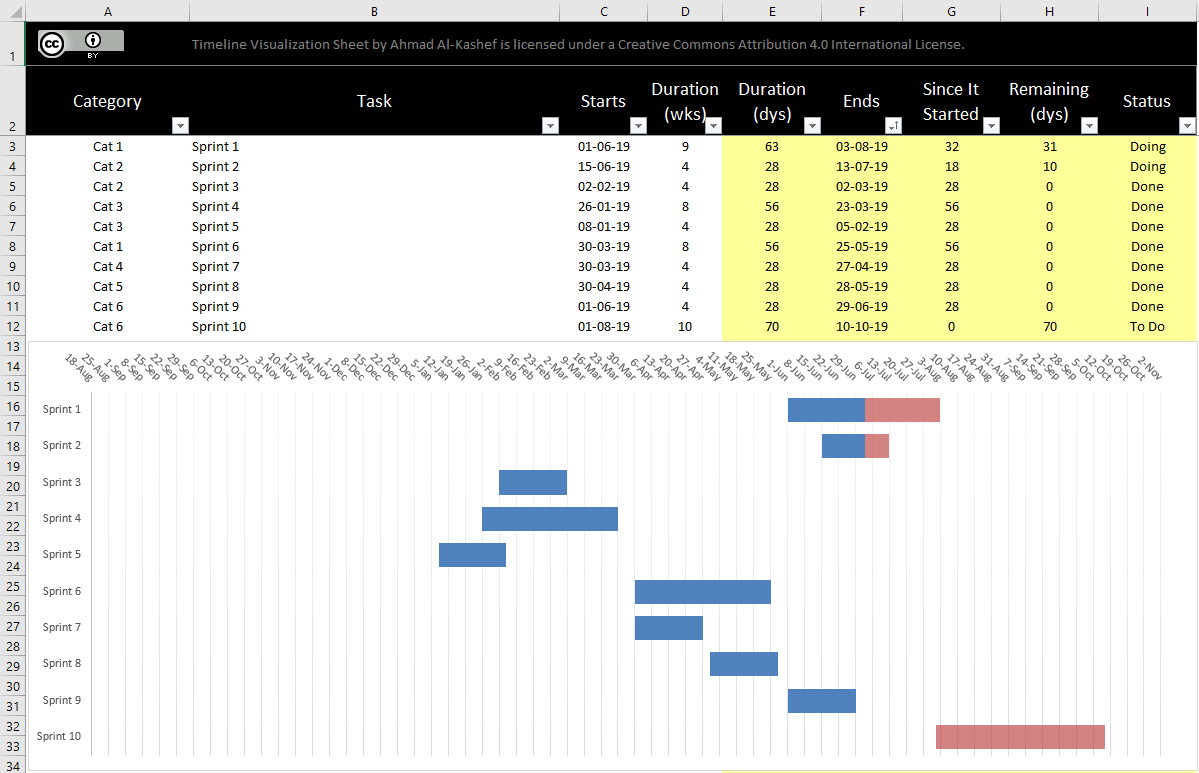 A B C D E F G H I
1 cc BY Timeline Visualization Sheet by Ahmad Al-Kashef is licensed under a Creative Commons Attribution 4.0 International License.
2 Category Task Starts Duration (wks) Duration (dys) Ends Since It Started Remaining (dys) Status
3 Cat 1 Sprint 1 01-06-19 9 63 03-08-19 32 31 Doing
4 Cat 2 Sprint 2 15-06-19 4 28 13-07-19 18 10 Doing
5 Cat 2 Sprint 3 02-02-19 4 28 02-03-19 28 0 Done
6 Cat 3 Sprint 4 26-01-19 8 56 23-03-19 56 0 Done
7 Cat 3 Sprint 5 08-01-19 4 28 05-02-19 28 0 Done
8 Cat 1 Sprint 6 30-03-19 8 56 25-05-19 56 0 Done
9 Cat 4 Sprint 7 30-03-19 4 28 27-04-19 28 0 Done
10 Cat 5 Sprint 8 30-04-19 4 28 28-05-19 28 0 Done
11 Cat 6 Sprint 9 01-06-19 4 28 29-06-19 28 0 Done
12 Cat 6 Sprint 10 01-08-19 10 70 10-10-19 0 70 To Do
13
14
18-Aug 25-Aug 1-Sep 8-Sep 15-Sep 22-Sep 29-Sep 6-Oct 13-Oct 20-Oct 27-Oct 3-Nov 10-Nov 17-Nov 24-Nov 1-Dec 8-Dec 15-Dec 22-Dec 29-Dec 5-Jan 12-Jan 19-Jan 26-Jan 2-Feb 9-Feb 16-Feb 23-Feb 2-Mar 9-Mar 16-Mar 23-Mar 30-Mar 6-Apr 13-Apr 20-Apr 27-Apr 4-May 11-May 18-May 25-May 1-Jun 8-Jun 15-Jun 22-Jun 29-Jun 6-Jul 13-Jul 20-Jul 27-Jul 3-Aug 10-Aug 17-Aug 24-Aug 31-Aug 7-Sep 14-Sep 21-Sep 28-Sep 5-Oct 12-Oct 19-Oct 26-Oct 2-Nov
15
16 Sprint 1
17
18 Sprint 2
19
20 Sprint 3
21
22 Sprint 4
23
24 Sprint 5
25
26 Sprint 6
27 Sprint 7
28
29 Sprint 8
30
31 Sprint 9
32
33 Sprint 10
34